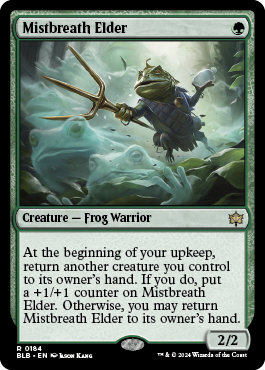 Mistbreath Elder
Creature — Frog Warrior
At the beginning of your upkeep,
return another creature you control
to its owner's hand. If you do, put
a +1/+1 counter on Mistbreath
Elder. Otherwise, you may return
Mistbreath Elder to its owner's hand.
2/2
R 0184
BLB • EN Jason Kang
™ & © 2024 Wizards of the Coast